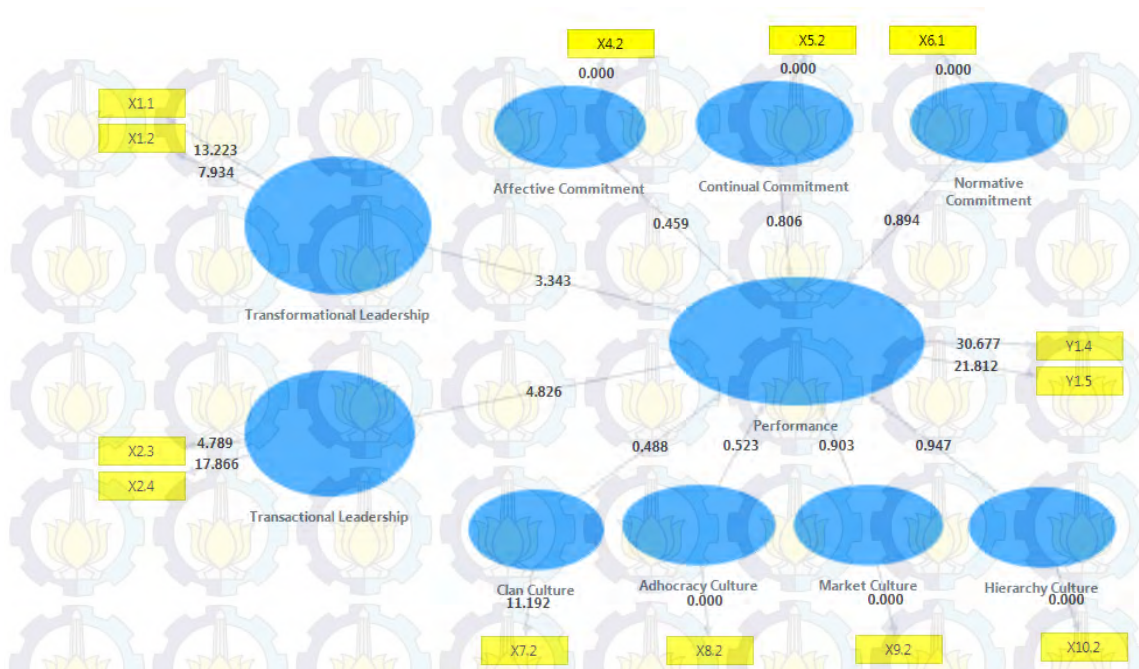 X4.2
X5.2
X6.1
0.000
0.000
0.000
X1.1
X1.2
13.223
7.934
Affective Commitment
Continual Commitment
Normative
Commitment
0.459
0.806
0.894
3.343
Transformational Leadership
30.677
Y1.4
21.812
Y1.5
4.826
Performance
X2.3
4.789
X2.4
17.866
0.488
0.523
0.903
0.947
Transactional Leadership
Clan Culture
Adhocracy Culture
Market Culture
Hierarchy Culture
11.192
0.000
0.000
0.000
X7.2
X8.2
X9.2
X10.2